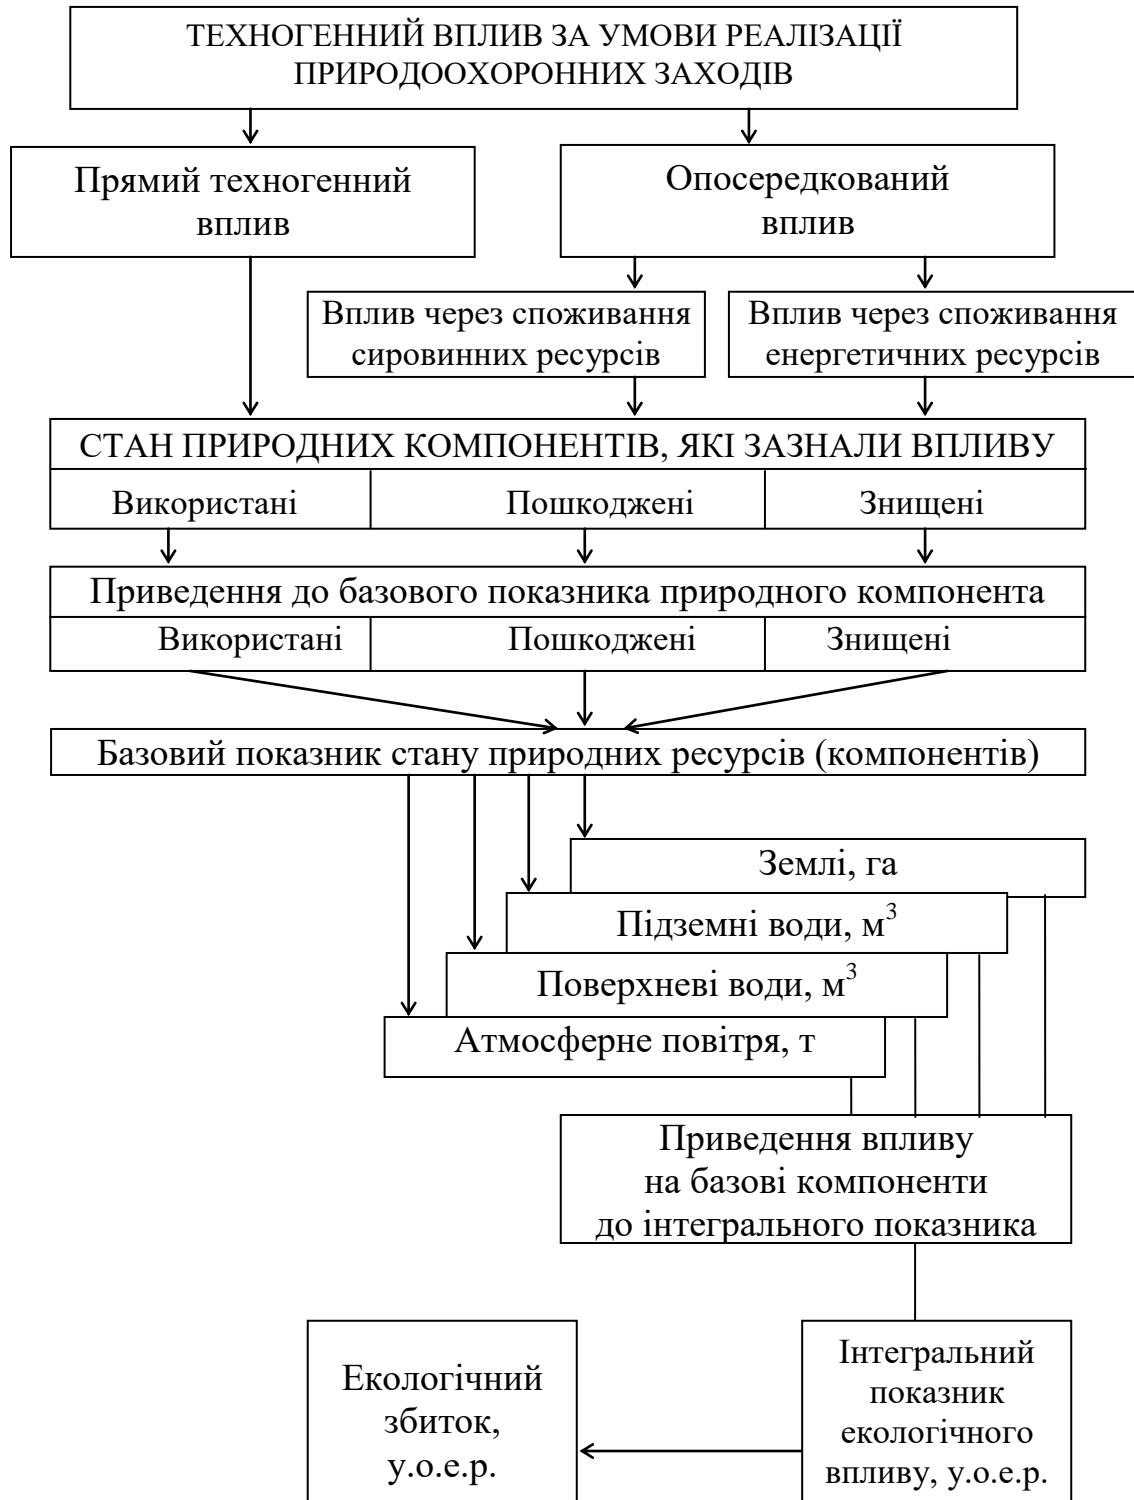 ТЕХНОГЕННИЙ ВПЛИВ ЗА УМОВИ РЕАЛІЗАЦІЇ
ПРИРОДООХОРОННИХ ЗАХОДІВ
Прямий техногенний
вплив
Опосередкований
вплив
Вплив через споживання
сировинних ресурсів
Вплив через споживання
енергетичних ресурсів
СТАН ПРИРОДНИХ КОМПОНЕНТІВ, ЯКІ ЗАЗНАЛИ ВПЛИВУ
Використані
Пошкоджені
Знищені
Приведення до базового показника природного компонента
Використані
Пошкоджені
Знищені
Базовий показник стану природних ресурсів (компонентів)
Землі, га
Підземні води, м³
Поверхневі води, м³
Атмосферне повітря, т
Приведення впливу
на базові компоненти
до інтегрального показника
Екологічний
збиток,
у.о.е.р.
Інтегральний
показник
екологічного
впливу, у.о.е.р.